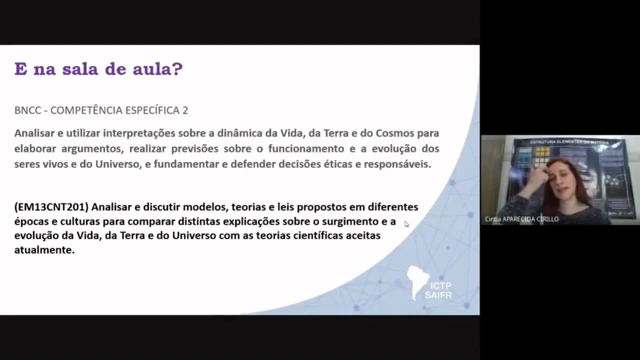 E na sala de aula?
BNCC - COMPETÊNCIA ESPECÍFICA 2
Analisar e utilizar interpretações sobre a dinâmica da Vida, da Terra e do Cosmos para
elaborar argumentos, realizar previsões sobre o funcionamento e a evolução dos
seres vivos e do Universo, e fundamentar e defender decisões éticas e responsáveis.
(EM13CNT201) Analisar e discutir modelos, teorias e leis propostos em diferentes
épocas e culturas para comparar distintas explicações sobre o surgimento e a
evolução da Vida, da Terra e do Universo com as teorias científicas aceitas
atualmente.
ICTP
SAIFR
ESTRUTURA ELEMENTAR DA
APARECIDA CIRILLO